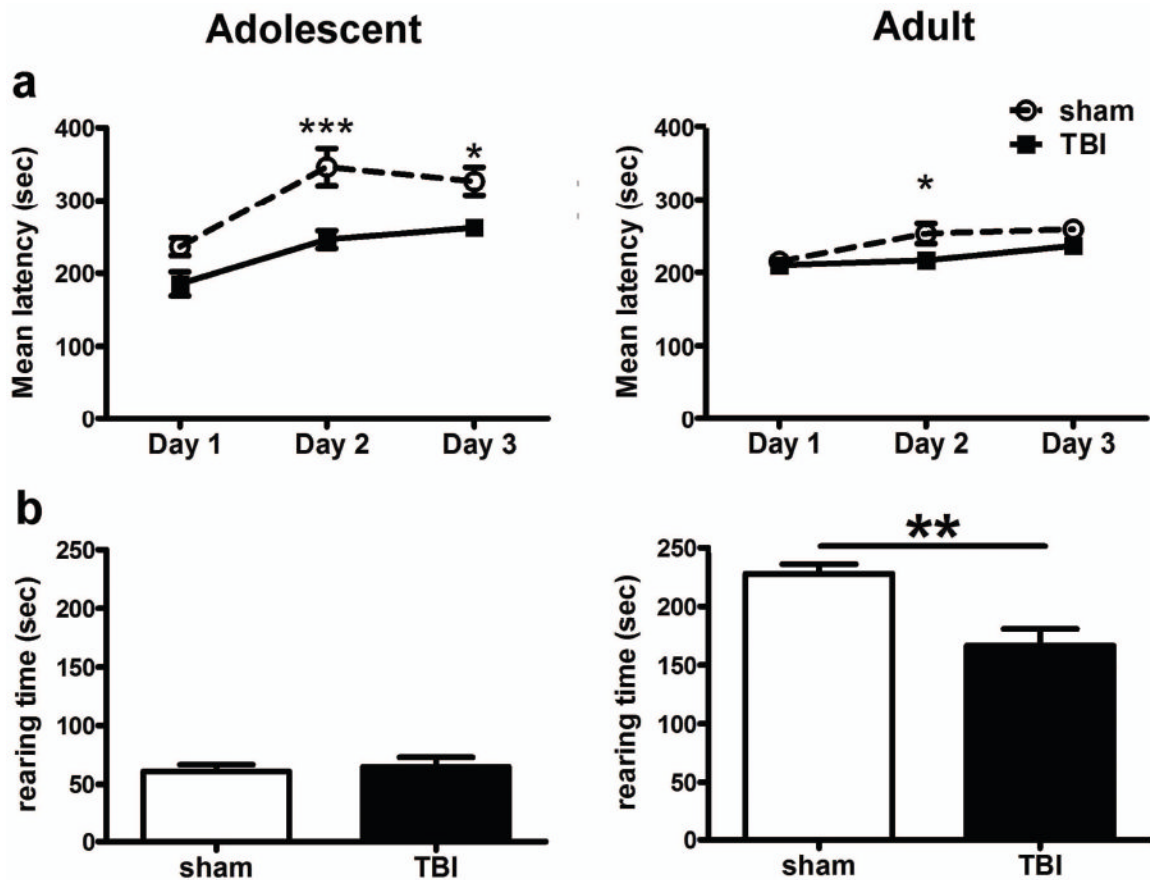 Adolescent
Adult
a
Mean latency (sec)
400
300
200
100
0
***
*
Day 1
Day 2
Day 3
Mean latency (sec)
400
300
200
100
0
*
sham
TBI
Day 1
Day 2
Day 3
b
rearing time (sec)
250
200
150
100
50
0
sham
TBI
rearing time (sec)
250
200
150
100
50
0
**
sham
TBI